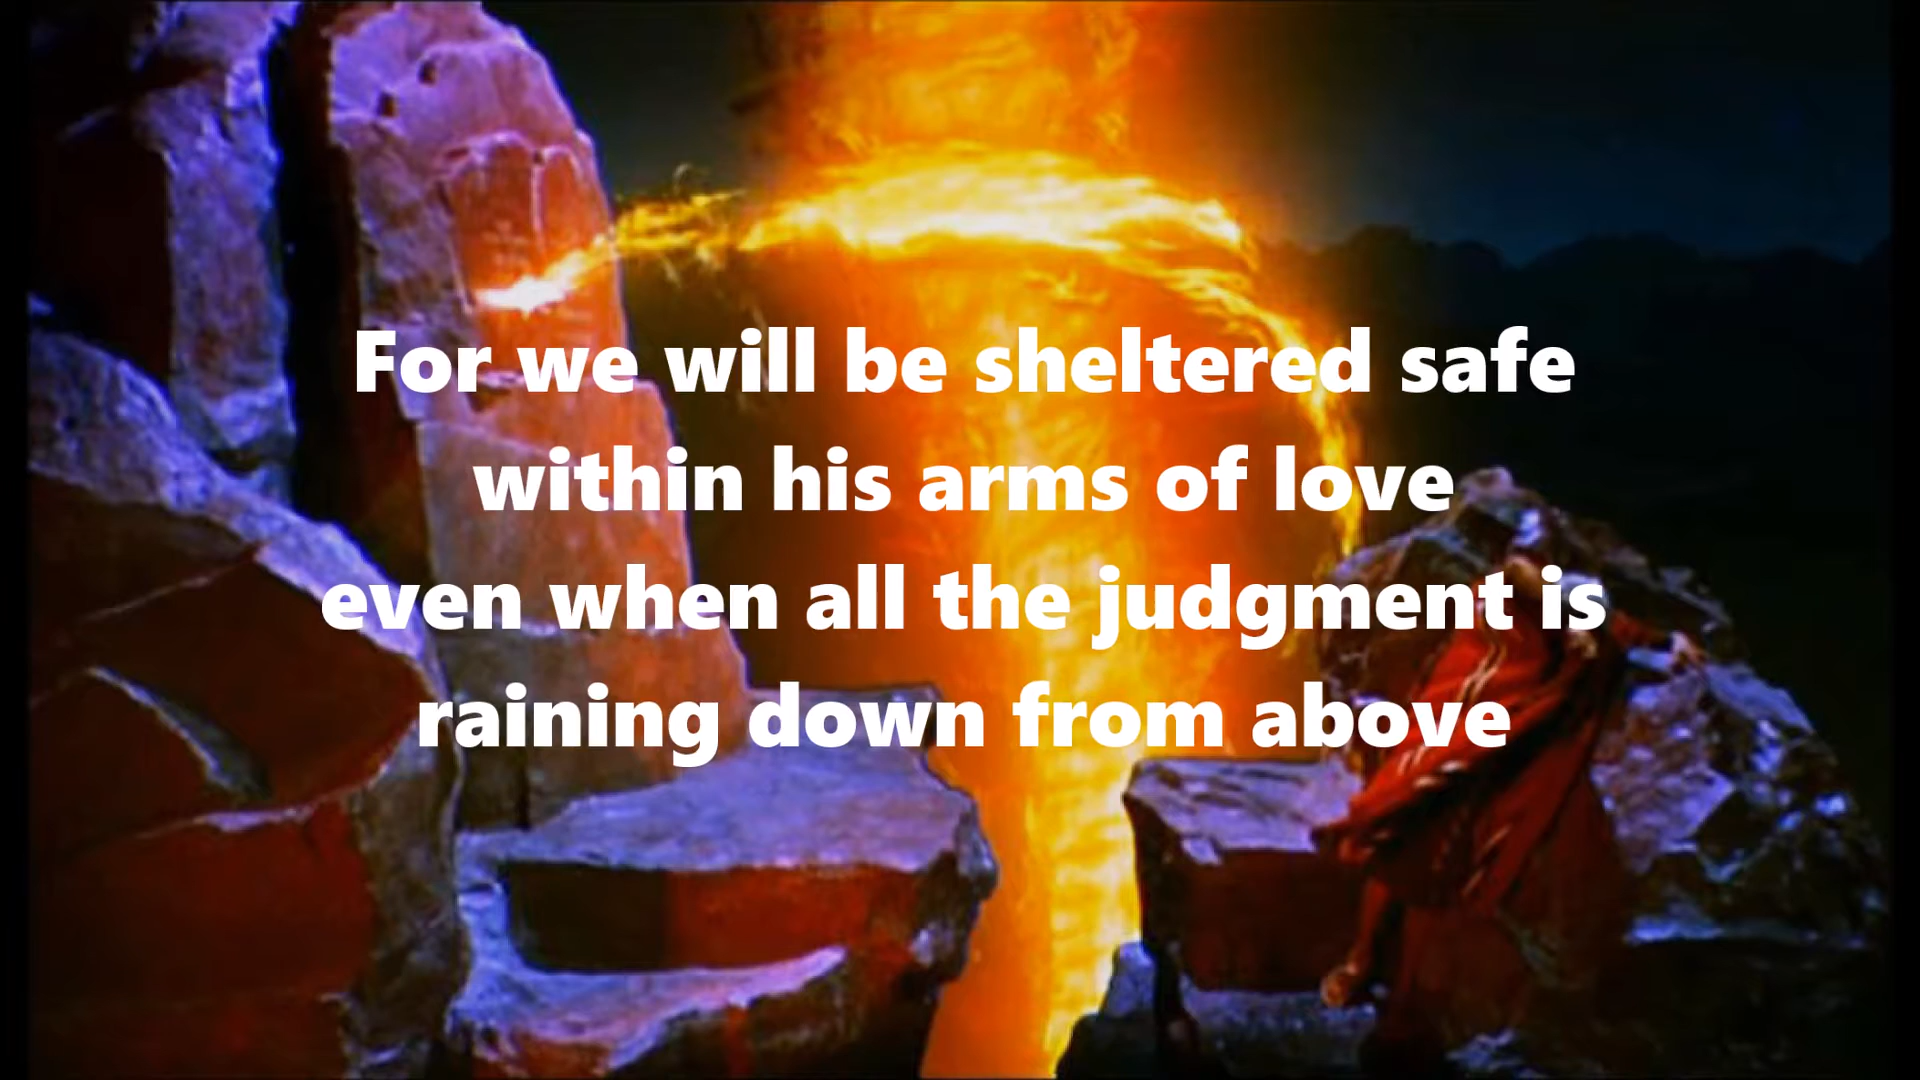 For we will be sheltered safe
within his arms of love
even when all the judgment is
raining down from above